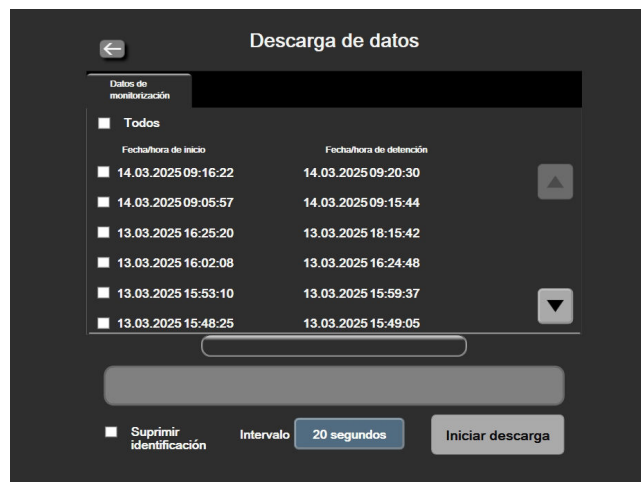 Descarga de datos
Datos de
monitorización
Todos
Fecha/hora de inicio Fecha/hora de detención
14.03.2025 09:16:22 14.03.2025 09:20:30
14.03.2025 09:05:57 14.03.2025 09:15:44
13.03.2025 16:25:20 13.03.2025 18:15:42
13.03.2025 16:02:08 13.03.2025 16:24:48
13.03.2025 15:53:10 13.03.2025 15:59:37
13.03.2025 15:48:25 13.03.2025 15:49:05
Suprimir
identificación
Intervalo 20 segundos Iniciar descarga